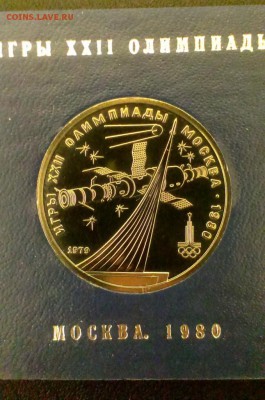 COINS.LAVE.RU
ИГРЫ XXII ОЛИМПИАДЫ
ИГРЫ XXII ОЛИМПИАДЫ МОСКВА · 1980
1979
МОСКВА. 1980